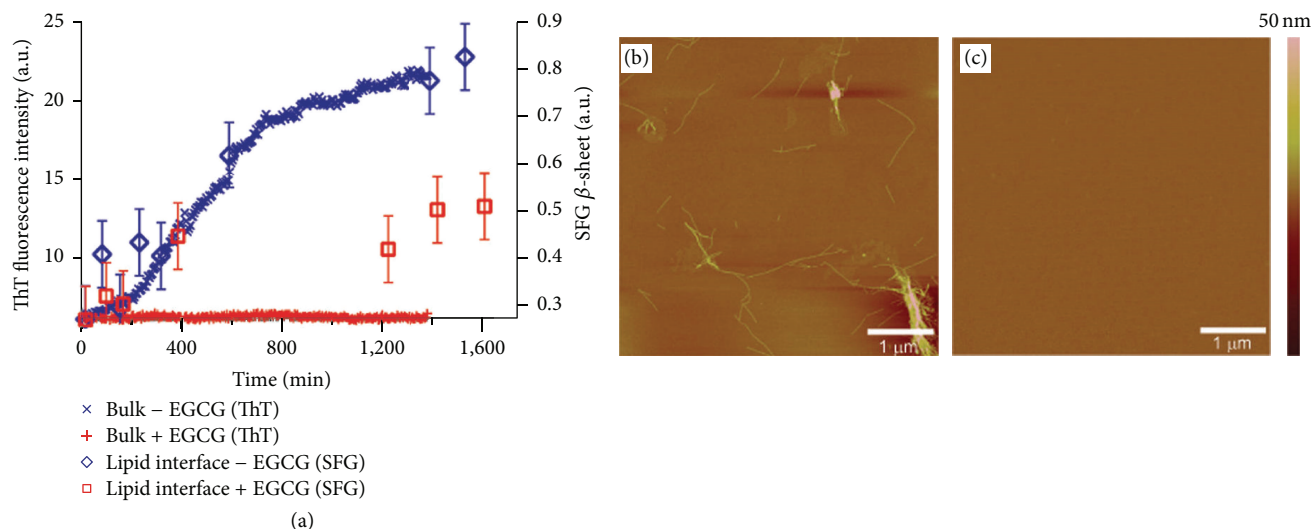 25
20
15
10
ThT fluorescence intensity (a.u.)
0.9
0.8
0.7
0.6
0.5
0.4
0.3
SFG β-sheet (a.u.)
0 400 800 1,200 1,600
Time (min)
× Bulk − EGCG (ThT)
+ Bulk + EGCG (ThT)
◇ Lipid interface − EGCG (SFG)
□ Lipid interface + EGCG (SFG)
(a)
(b)
1 μm
(c)
1 μm
50 nm